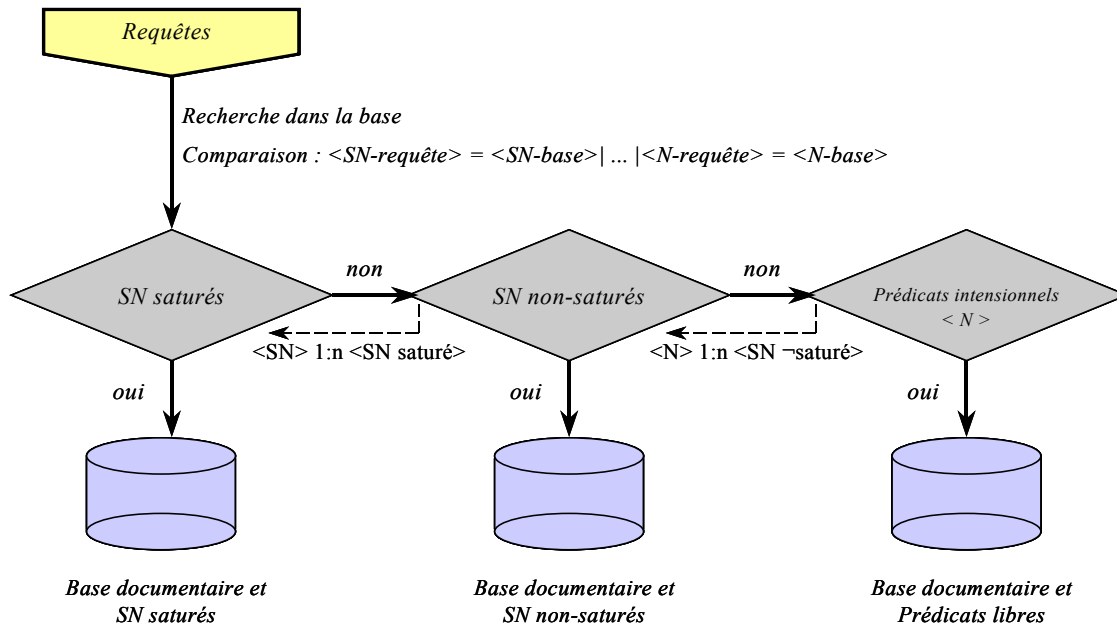 Requêtes
Recherche dans la base
Comparaison : <SN-requête> = <SN-base>| ... |<N-requête> = <N-base>
SN saturés
non
SN non-saturés
non
Prédicats intensionnels
< N >
<SN> 1:n <SN saturé>
<N> 1:n <SN ¬saturé>
oui
oui
oui
Base documentaire et
SN saturés
Base documentaire et
SN non-saturés
Base documentaire et
Prédicats libres